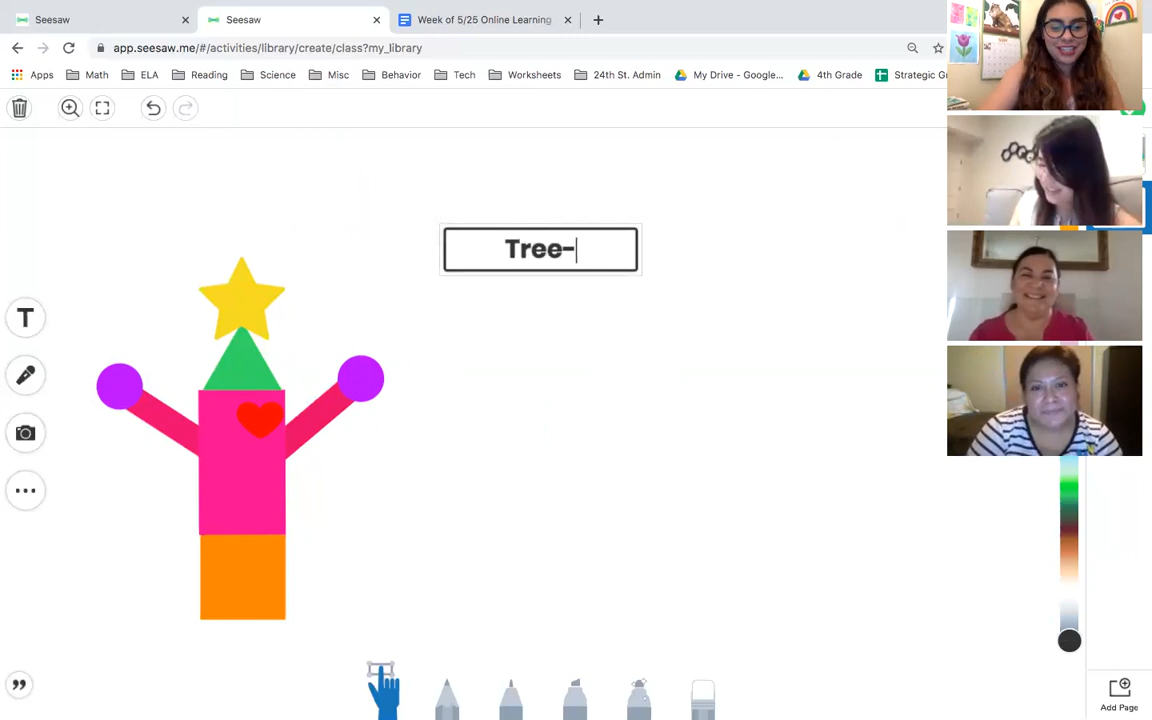 Seesaw
Seesaw
Week of 5/25 Online Learning
app.seesaw.me/#/activities/library/create/class?my_library
Apps
Math
ELA
Reading
Science
Misc
Behavior
Tech
Worksheets
24th St. Admin
My Drive – Google...
4th Grade
Strategic Gr
Tree-
T
Add Page